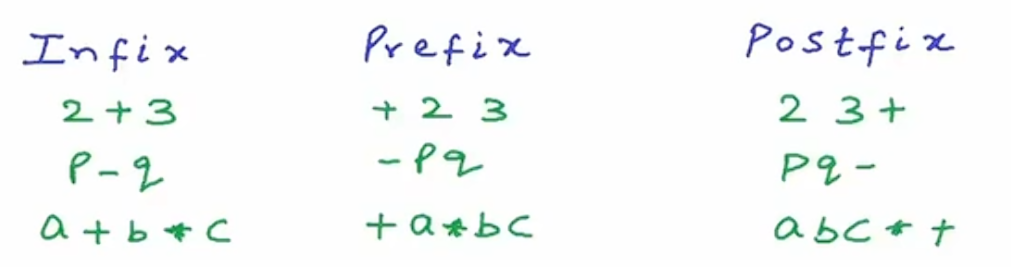 Infix Prefix Postfix
2 + 3 + 2 3 2 3 +
p - q - p q p q -
a + b * c + a * b c a b c * +